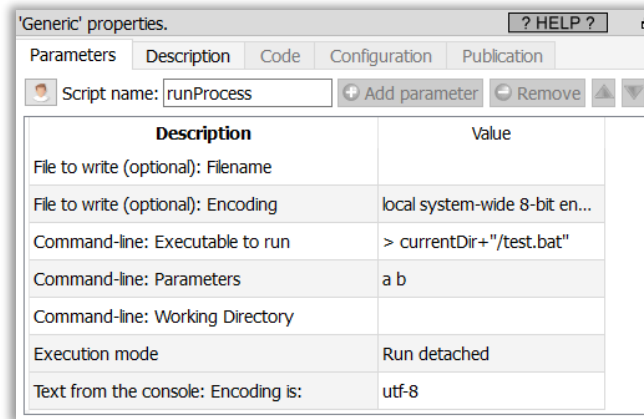 'Generic' properties.
? HELP ?
Parameters Description Code Configuration Publication
Script name: runProcess Add parameter Remove
Description Value
File to write (optional): Filename
File to write (optional): Encoding local system-wide 8-bit en...
Command-line: Executable to run > currentDir+"/test.bat"
Command-line: Parameters a b
Command-line: Working Directory
Execution mode Run detached
Text from the console: Encoding is: utf-8